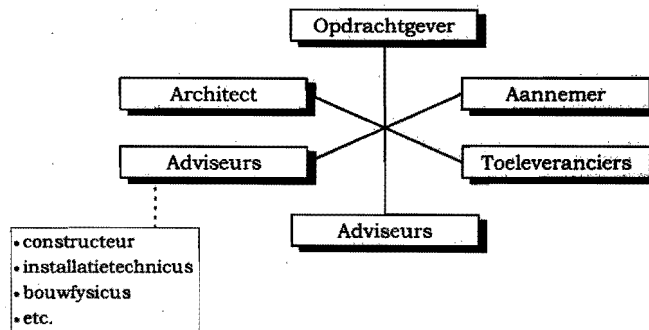 Opdrachtgever
Architect
Aannemer
Adviseurs
Toeleveranciers
Adviseurs
• constructeur
• installatietechnicus
• bouwfysicus
• etc.